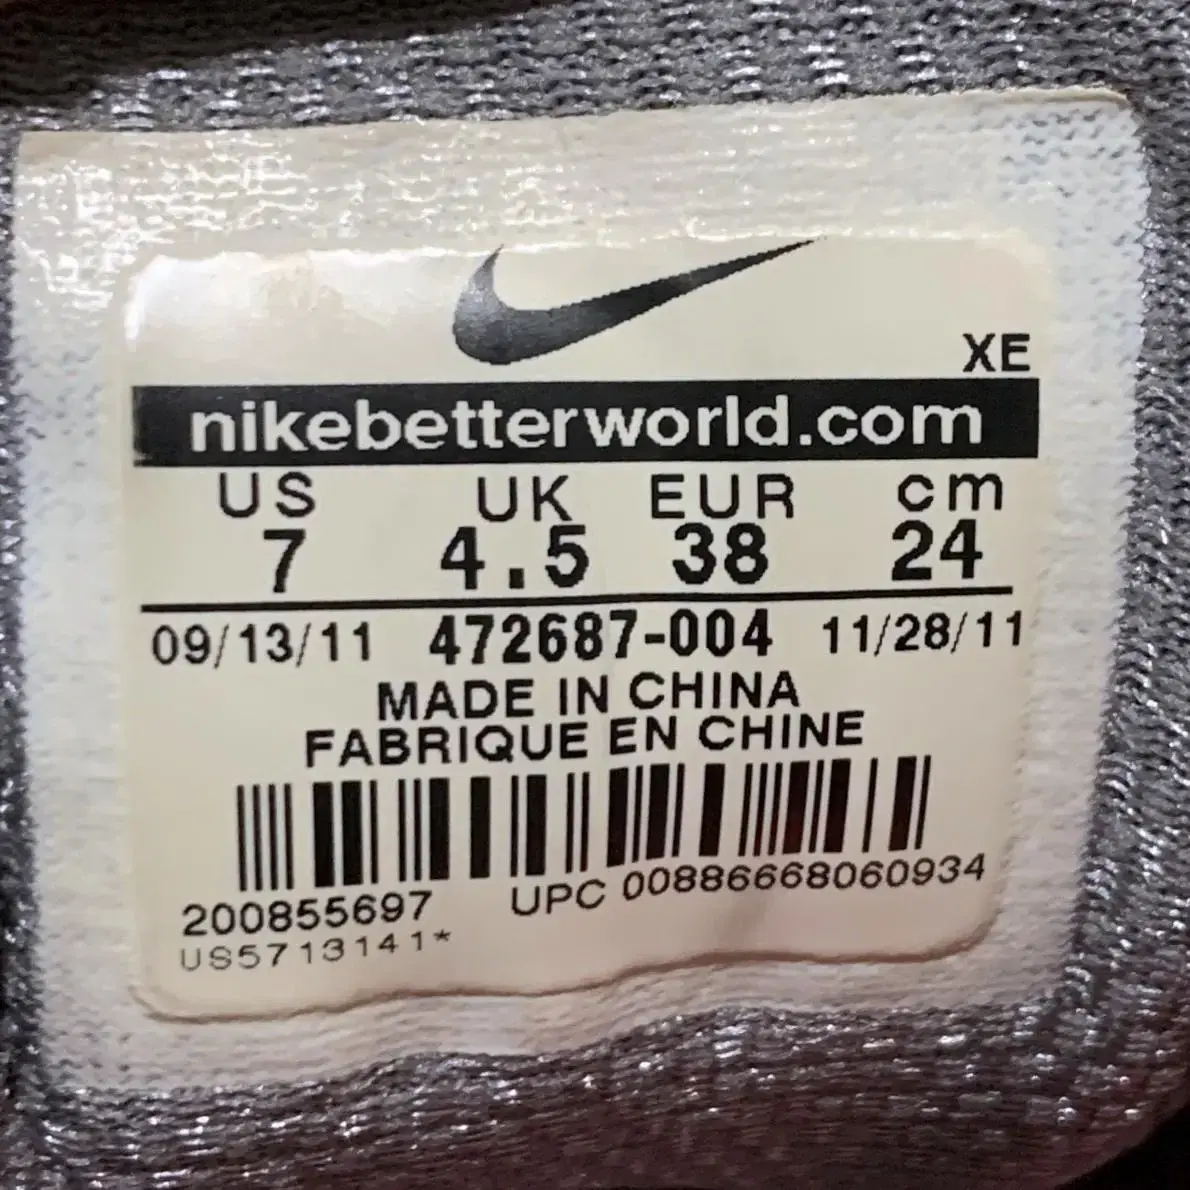 XE
nikebetterworld.com
US UK EUR cm
7 4.5 38 24
09/13/11 472687-004 11/28/11
MADE IN CHINA
FABRIQUE EN CHINE
200855697 UPC 00886668060934
US5713141*